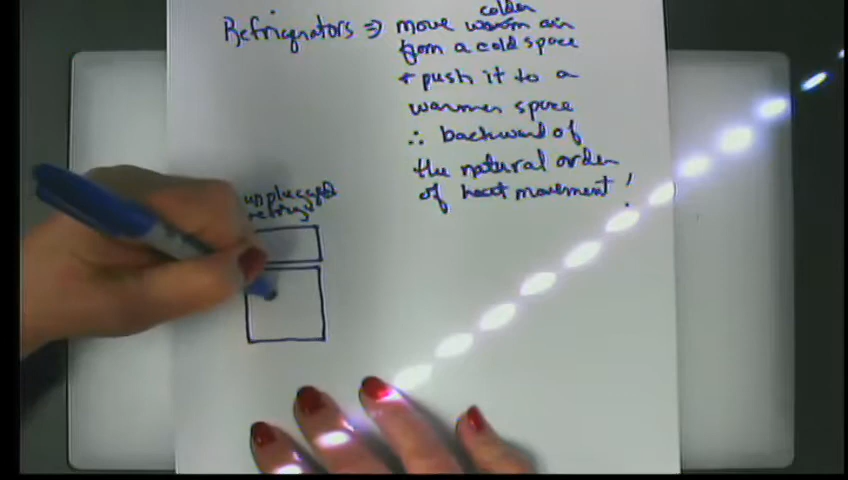 colder
Refrigerators ⇒ move warm air
from a cold space
+ push it to a
warmer space
∴ backward of
the natural order
of heat movement!
unplugged
refrig